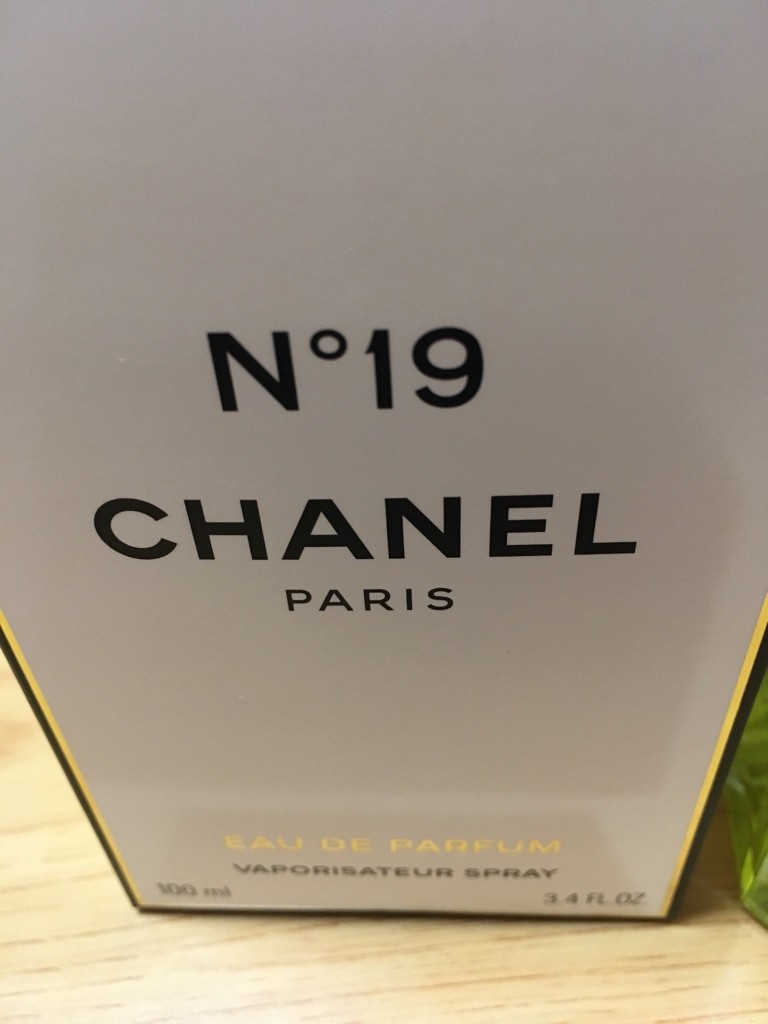 N°19
CHANEL
PARIS
EAU DE PARFUM
VAPORISATEUR SPRAY
100 ml
3.4 FL.OZ.